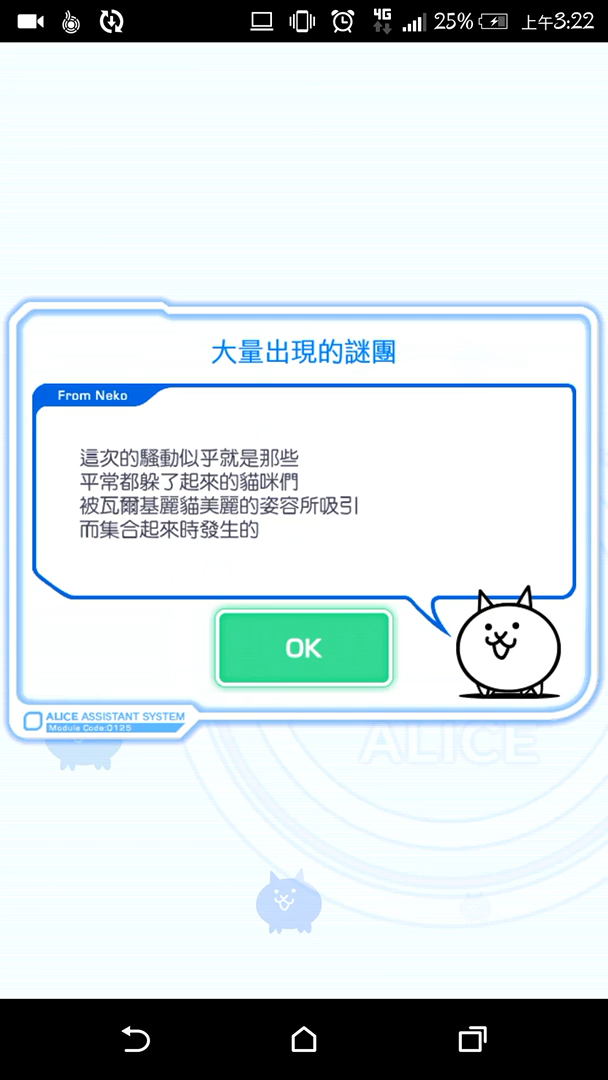 4G 25% 上午3:22
大量出現的謎團
From Neko
這次的騷動似乎就是那些
平常都躲了起來的貓咪們
被瓦爾基麗貓美麗的姿容所吸引
而集合起來時發生的
OK
ALICE ASSISTANT SYSTEM
Module Code:0125
ALICE